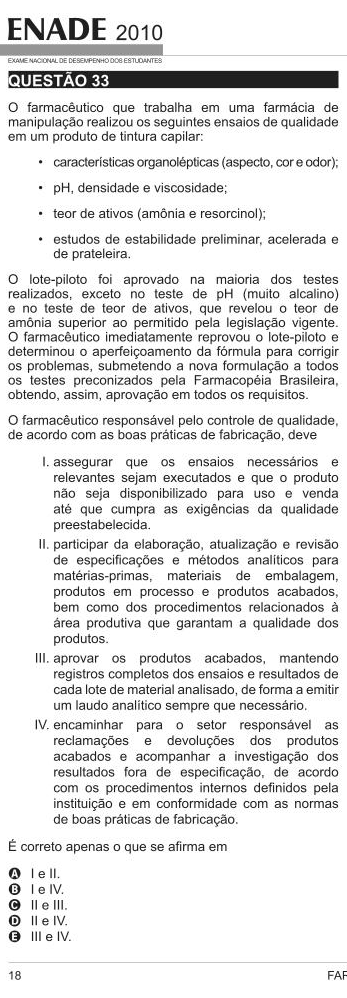 ENADE 2010
EXAME NACIONAL DE DESEMPENHO DOS ESTUDANTES
QUESTÃO 33
O farmacêutico que trabalha em uma farmácia de
manipulação realizou os seguintes ensaios de qualidade
em um produto de tintura capilar:
• características organolépticas (aspecto, cor e odor);
• pH, densidade e viscosidade;
• teor de ativos (amônia e resorcinol);
• estudos de estabilidade preliminar, acelerada e
de prateleira.
O lote-piloto foi aprovado na maioria dos testes
realizados, exceto no teste de pH (muito alcalino)
e no teste de teor de ativos, que revelou o teor de
amônia superior ao permitido pela legislação vigente.
O farmacêutico imediatamente reprovou o lote-piloto e
determinou o aperfeiçoamento da fórmula para corrigir
os problemas, submetendo a nova formulação a todos
os testes preconizados pela Farmacopéia Brasileira,
obtendo, assim, aprovação em todos os requisitos.
O farmacêutico responsável pelo controle de qualidade,
de acordo com as boas práticas de fabricação, deve
I. assegurar que os ensaios necessários e
relevantes sejam executados e que o produto
não seja disponibilizado para uso e venda
até que cumpra as exigências da qualidade
preestabelecida.
II. participar da elaboração, atualização e revisão
de especificações e métodos analíticos para
matérias-primas, materiais de embalagem,
produtos em processo e produtos acabados,
bem como dos procedimentos relacionados à
área produtiva que garantam a qualidade dos
produtos.
III. aprovar os produtos acabados, mantendo
registros completos dos ensaios e resultados de
cada lote de material analisado, de forma a emitir
um laudo analítico sempre que necessário.
IV. encaminhar para o setor responsável as
reclamações e devoluções dos produtos
acabados e acompanhar a investigação dos
resultados fora de especificação, de acordo
com os procedimentos internos definidos pela
instituição e em conformidade com as normas
de boas práticas de fabricação.
É correto apenas o que se afirma em
A I e II.
B I e IV.
C II e III.
D II e IV.
E III e IV.
18 FAR